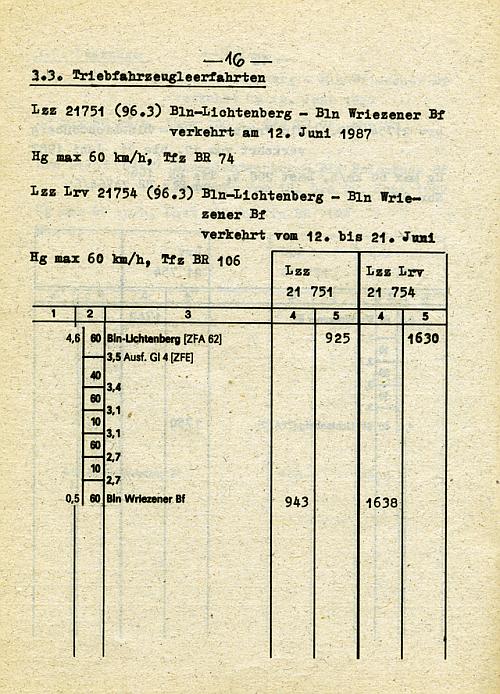 — 16 —
3.3. Triebfahrzeugleerfahrten
Lzz 21751 (96.3) Bln-Lichtenberg - Bln Wriezener Bf
verkehrt am 12. Juni 1987
Hg max 60 km/h, Tfz BR 74
Lzz Lrv 21754 (96.3) Bln-Lichtenberg - Bln Wrie-
zener Bf
verkehrt vom 12. bis 21. Juni
Hg max 60 km/h, Tfz BR 106
Lzz Lzz Lrv
21 751 21 754
1 2 3 4 5 4 5
4,6 60 Bln-Lichtenberg [ZFA 62] 925 1630
3,5 Ausf. Gl 4 [ZFE]
40
3,4
60
3,1
10
3,1
60
2,7
10
2,7
0,5 60 Bln Wriezener Bf 943 1638